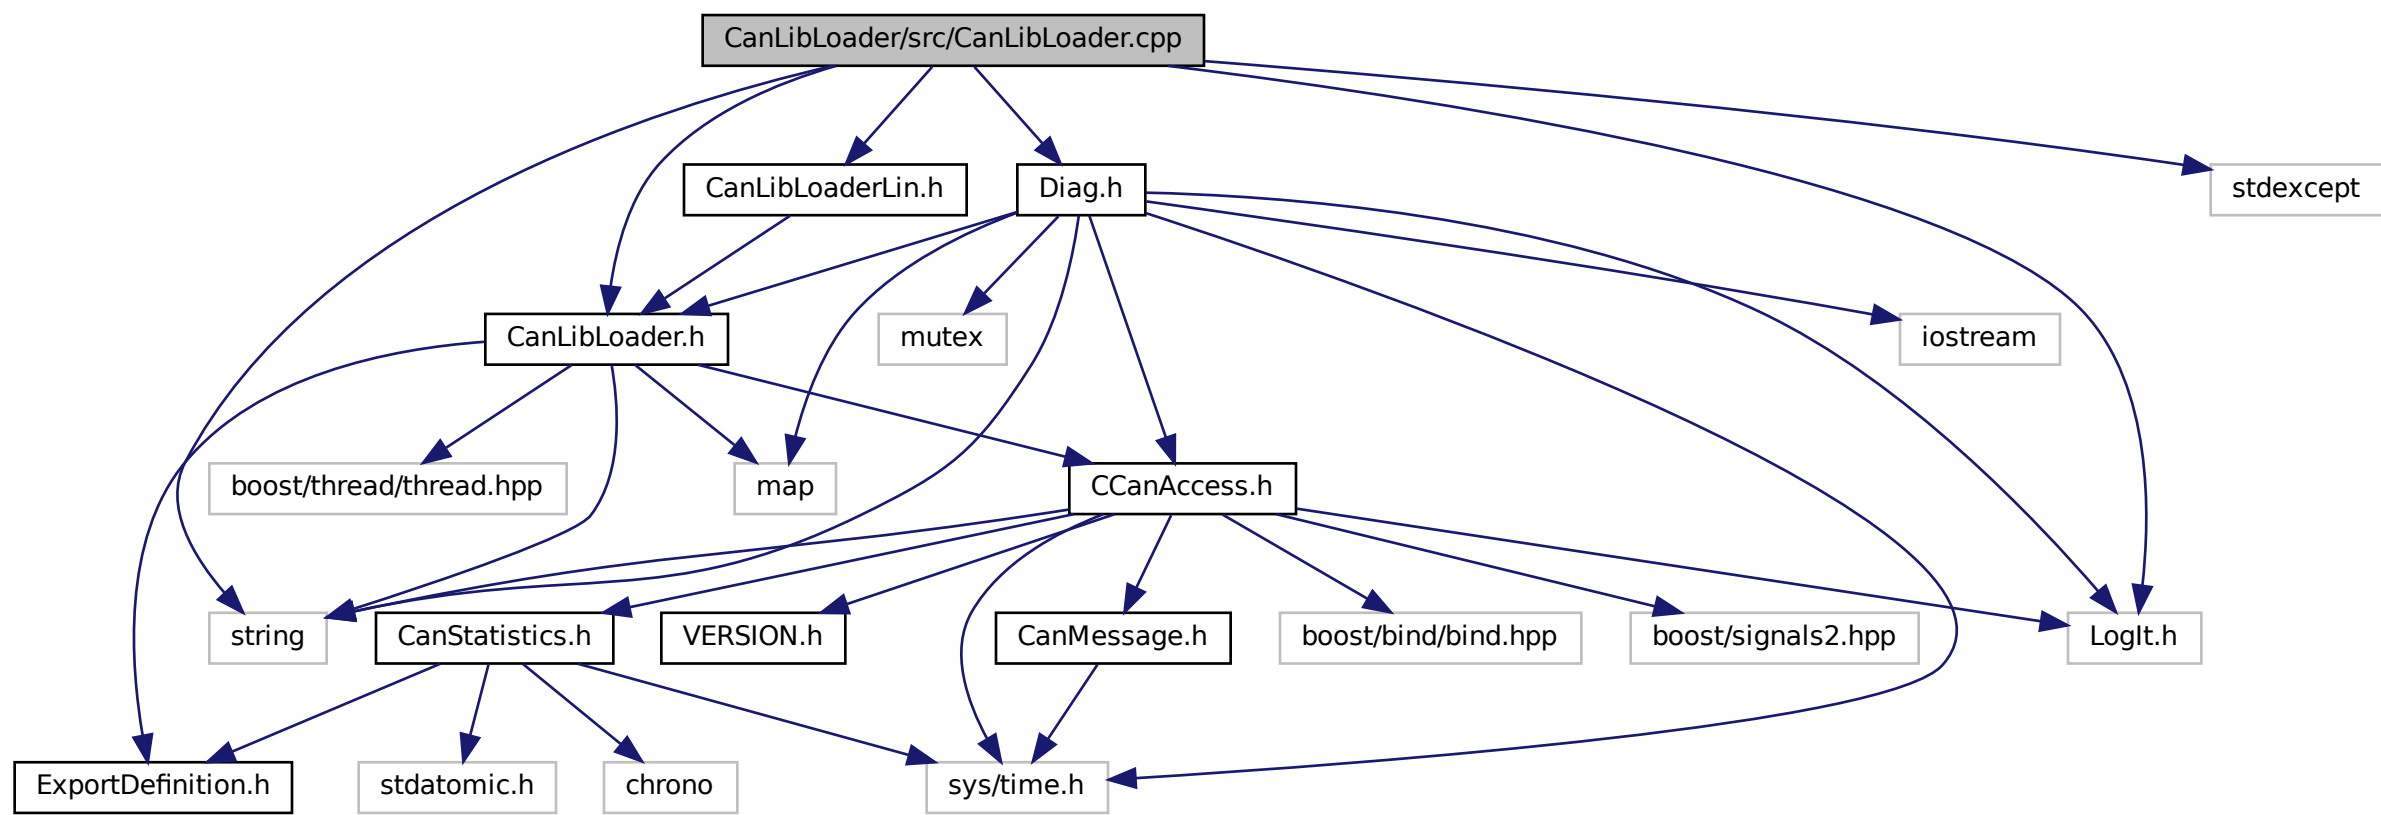 CanLibLoader/src/CanLibLoader.cpp
CanLibLoaderLin.h
Diag.h
stdexcept
CanLibLoader.h
mutex
iostream
boost/thread/thread.hpp
map
CCanAccess.h
string
CanStatistics.h
VERSION.h
CanMessage.h
boost/bind/bind.hpp
boost/signals2.hpp
LogIt.h
ExportDefinition.h
stdatomic.h
chrono
sys/time.h